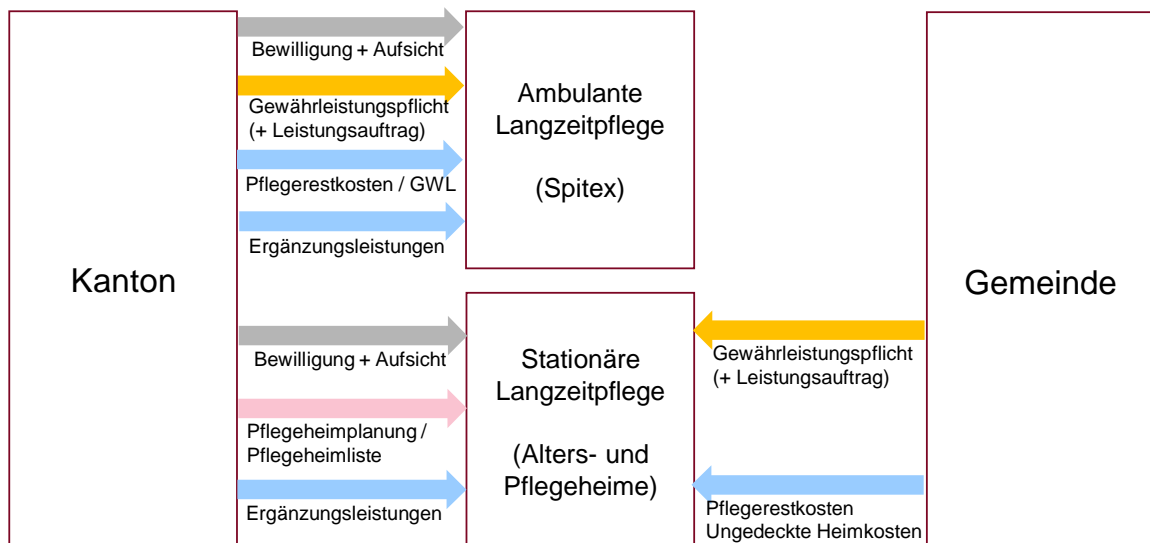 Kanton
Bewilligung + Aufsicht
Gewährleistungspflicht
(+ Leistungsauftrag)
Pflegerestkosten / GWL
Ergänzungsleistungen
Ambulante
Langzeitpflege
(Spitex)
Bewilligung + Aufsicht
Pflegeheimplanung /
Pflegeheimliste
Ergänzungsleistungen
Stationäre
Langzeitpflege
(Alters- und
Pflegeheime)
Gewährleistungspflicht
(+ Leistungsauftrag)
Pflegerestkosten
Ungedeckte Heimkosten
Gemeinde